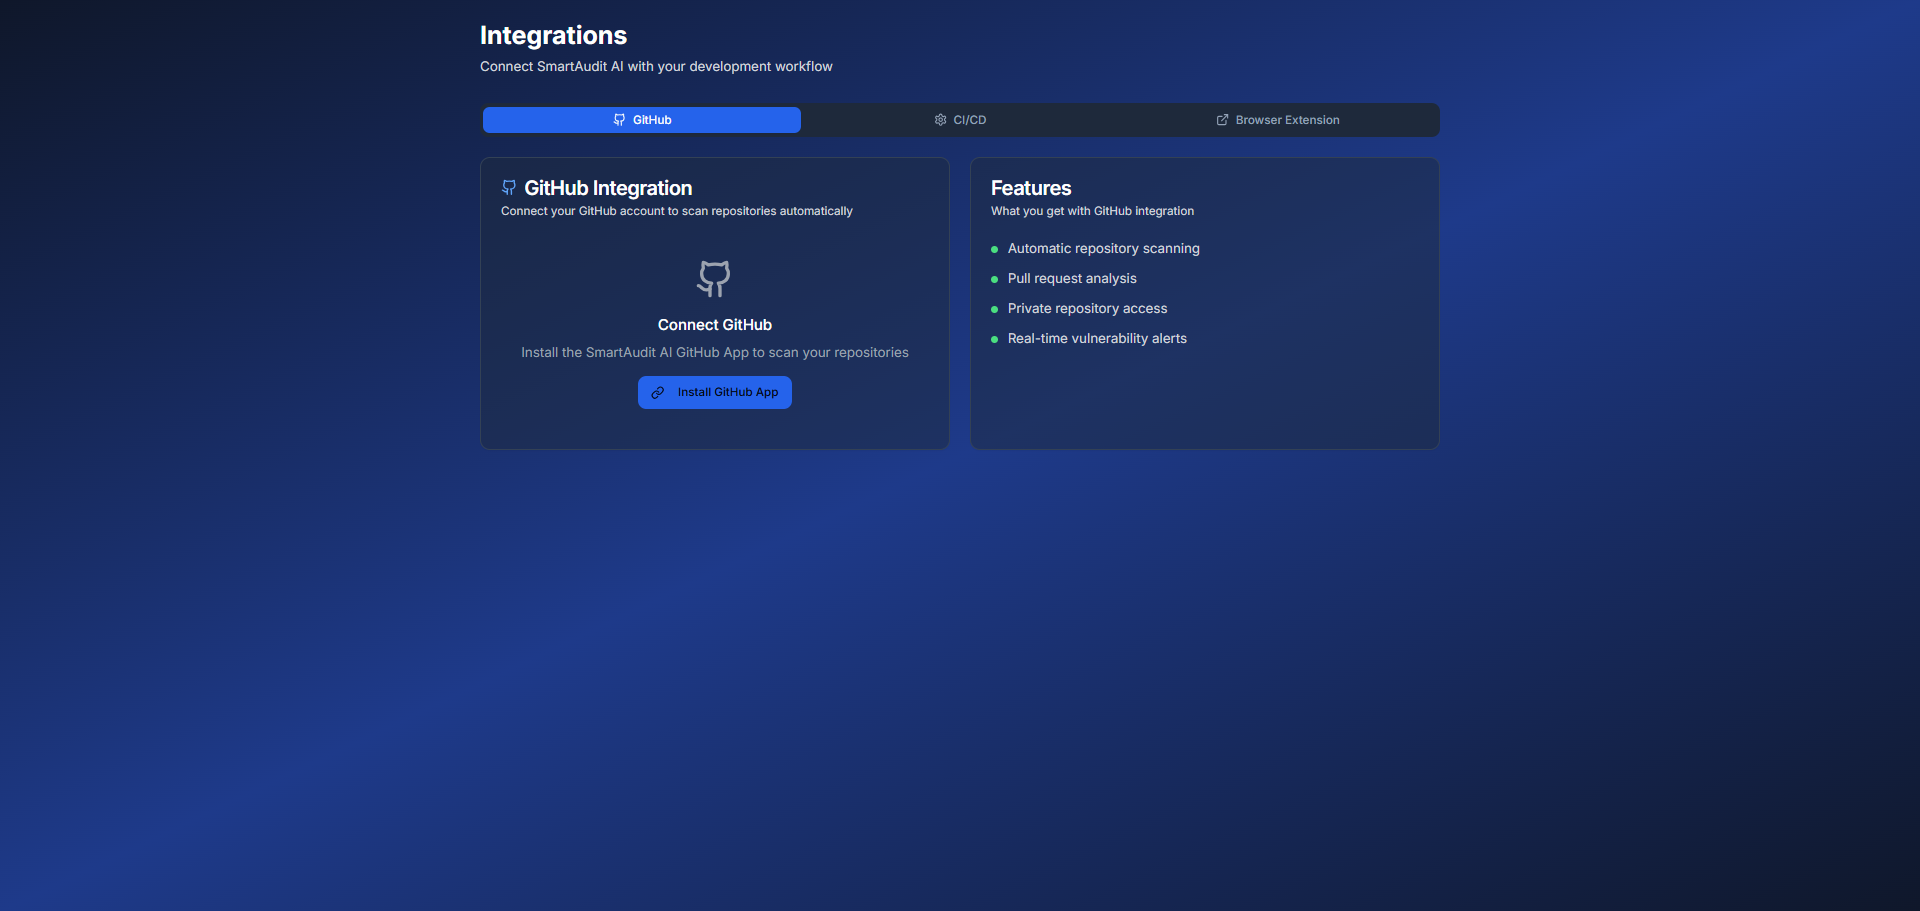 Integrations
Connect SmartAudit AI with your development workflow
GitHub
CI/CD
Browser Extension
GitHub Integration
Connect your GitHub account to scan repositories automatically
Connect GitHub
Install the SmartAudit AI GitHub App to scan your repositories
Install GitHub App
Features
What you get with GitHub integration
Automatic repository scanning
Pull request analysis
Private repository access
Real-time vulnerability alerts